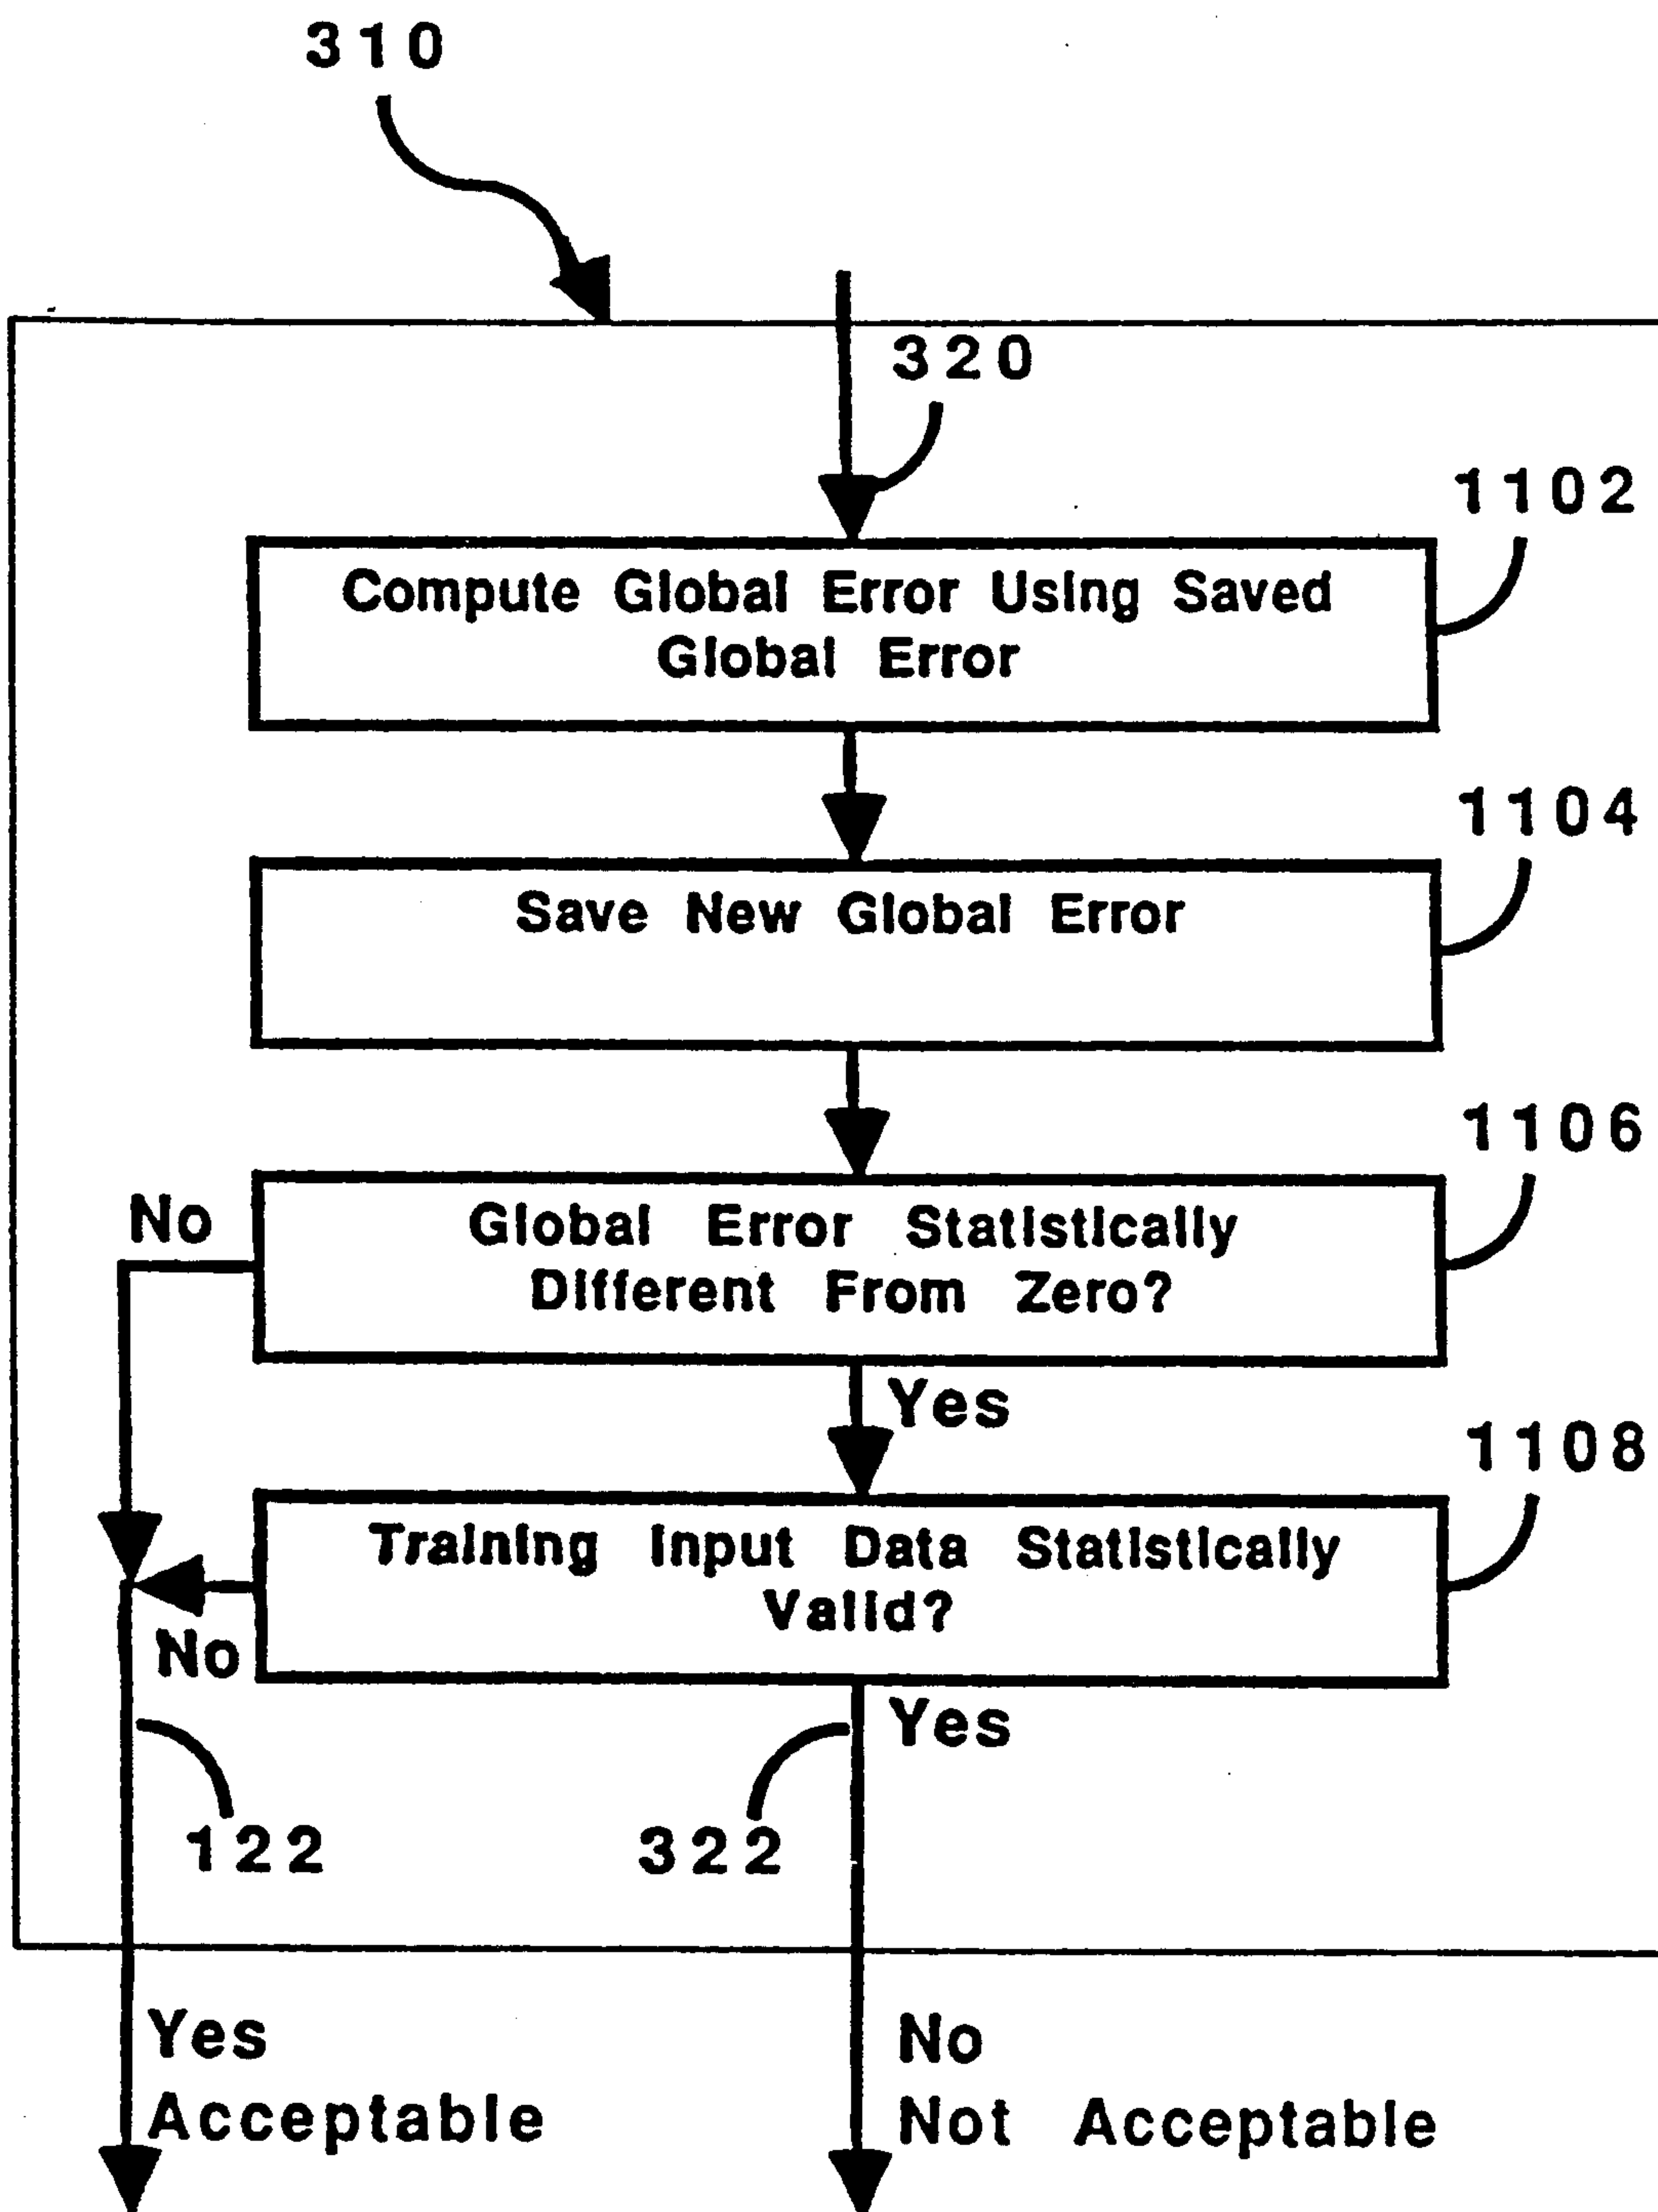 310
320
1102
Compute Global Error Using Saved
Global Error
1104
Save New Global Error
1106
No
Global Error Statistically
Different From Zero?
Yes
1108
Training Input Data Statistically
Valid?
No
Yes
122
322
Yes
Acceptable
No
Not Acceptable